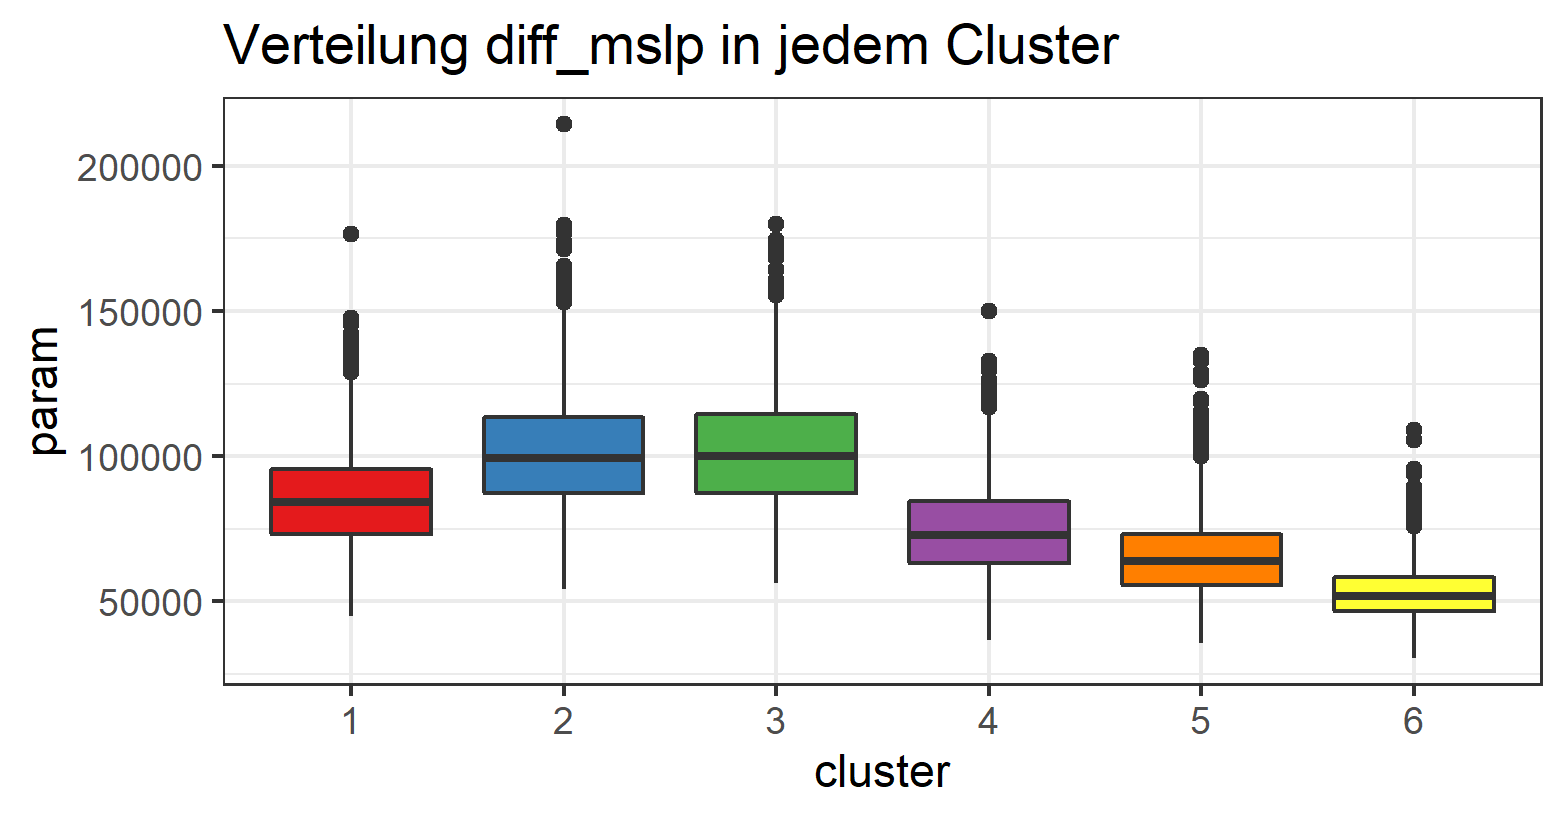 Verteilung diff_mslp in jedem Cluster
200000
150000
100000
50000
param
1 2 3 4 5 6
cluster